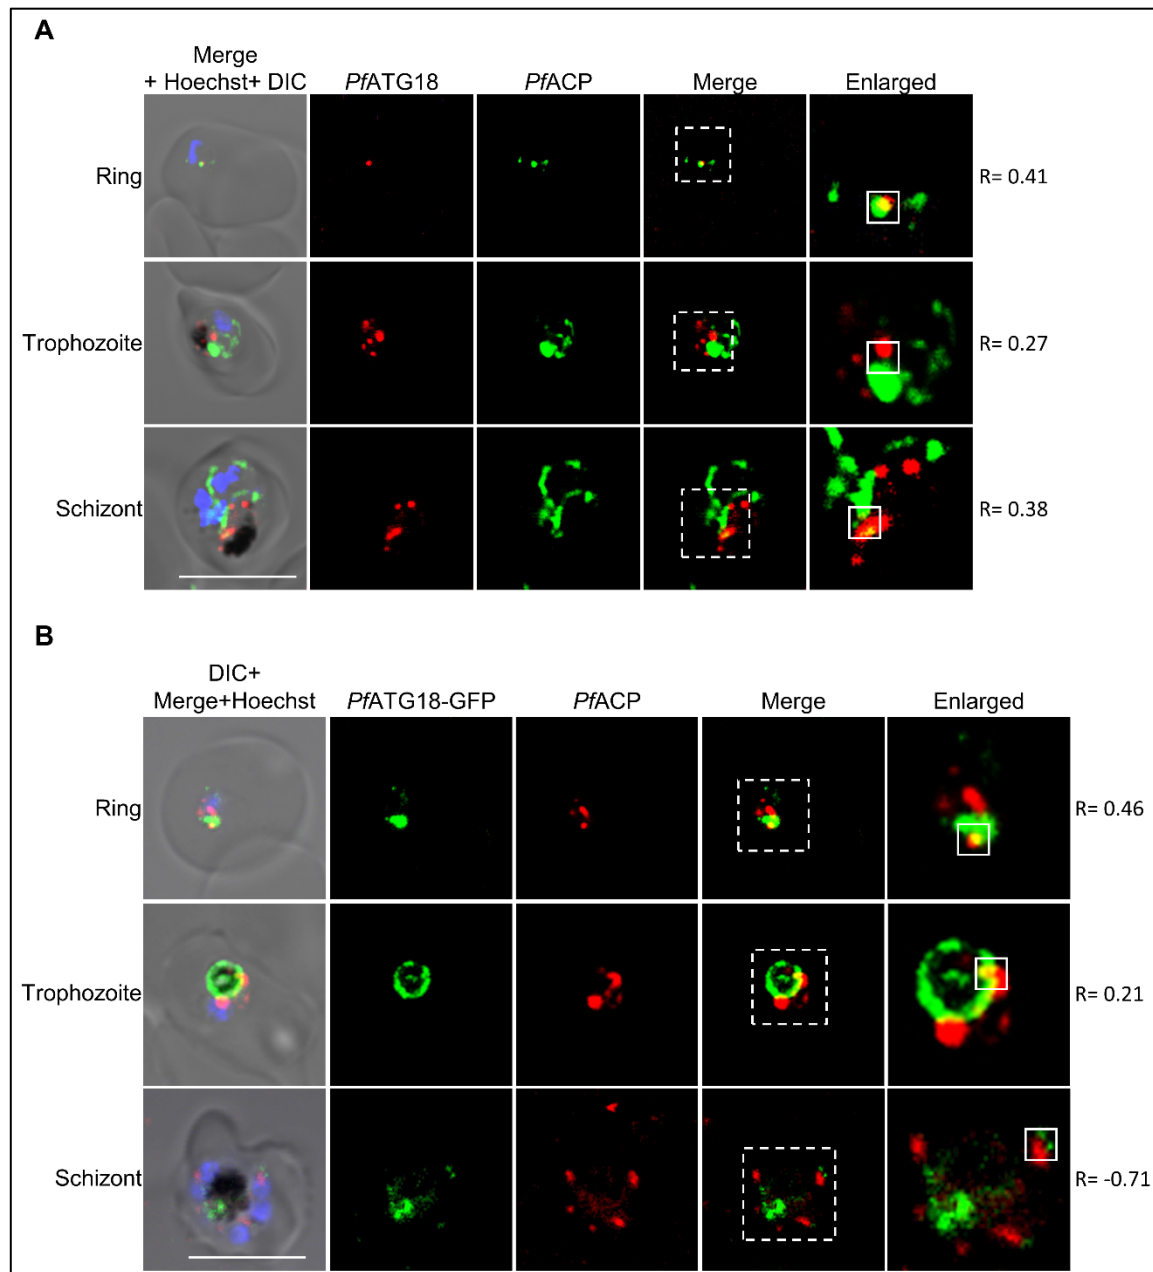 A
Merge
+ Hoechst+ DIC
PfATG18
PfACP
Merge
Enlarged
Ring
R= 0.41
Trophozoite
R= 0.27
Schizont
R= 0.38
B
DIC+
Merge+Hoechst
PfATG18-GFP
PfACP
Merge
Enlarged
Ring
R= 0.46
Trophozoite
R= 0.21
Schizont
R= -0.71